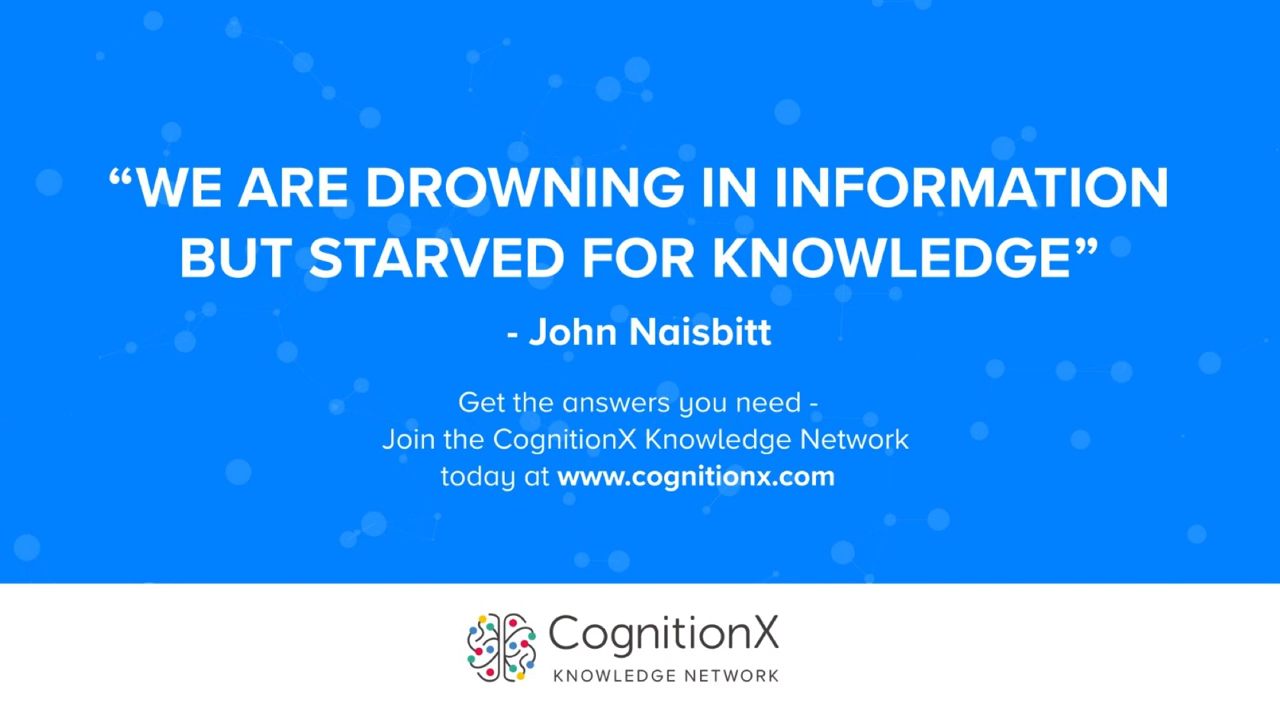 “WE ARE DROWNING IN INFORMATION
BUT STARVED FOR KNOWLEDGE”
- John Naisbitt
Get the answers you need -
Join the CognitionX Knowledge Network
today at www.cognitionx.com
CognitionX
KNOWLEDGE NETWORK